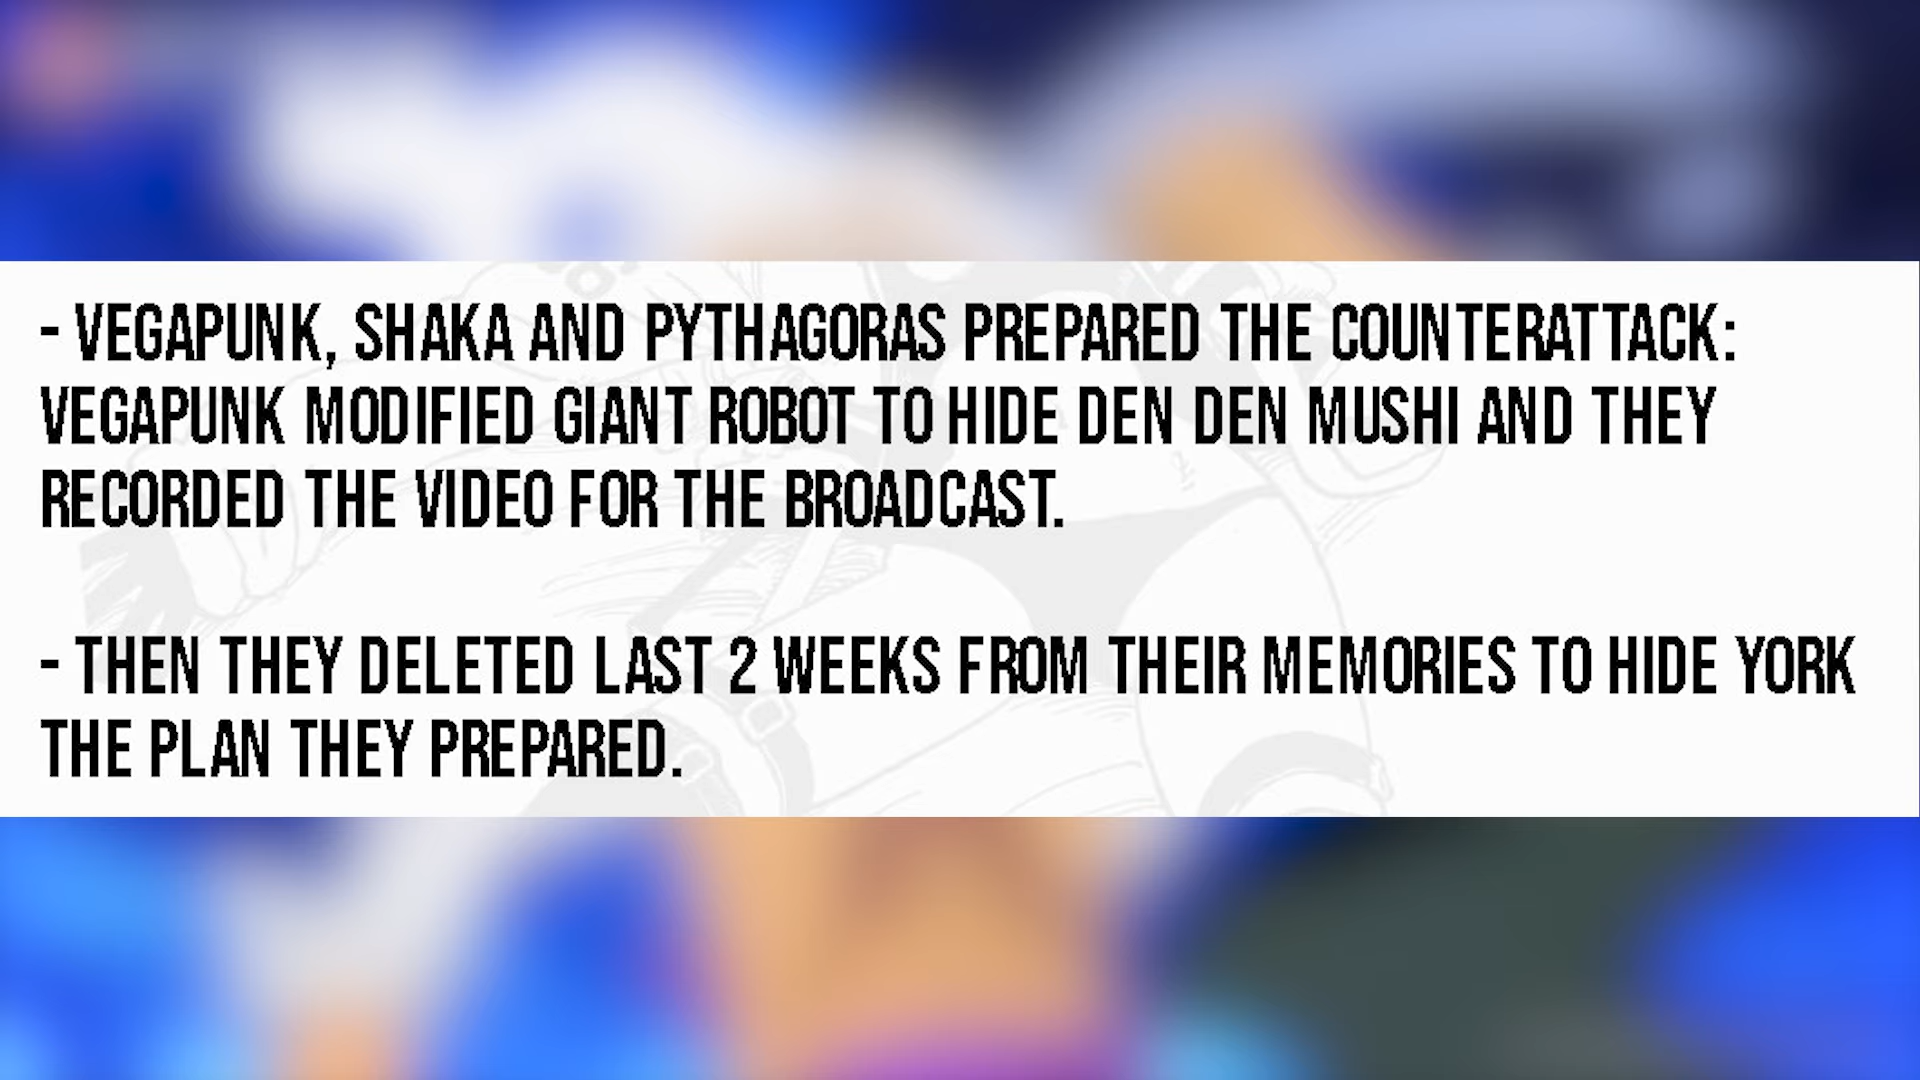 - VEGAPUNK, SHAKA AND PYTHAGORAS PREPARED THE COUNTERATTACK:
VEGAPUNK MODIFIED GIANT ROBOT TO HIDE DEN DEN MUSHI AND THEY
RECORDED THE VIDEO FOR THE BROADCAST.
- THEN THEY DELETED LAST 2 WEEKS FROM THEIR MEMORIES TO HIDE YORK
THE PLAN THEY PREPARED.